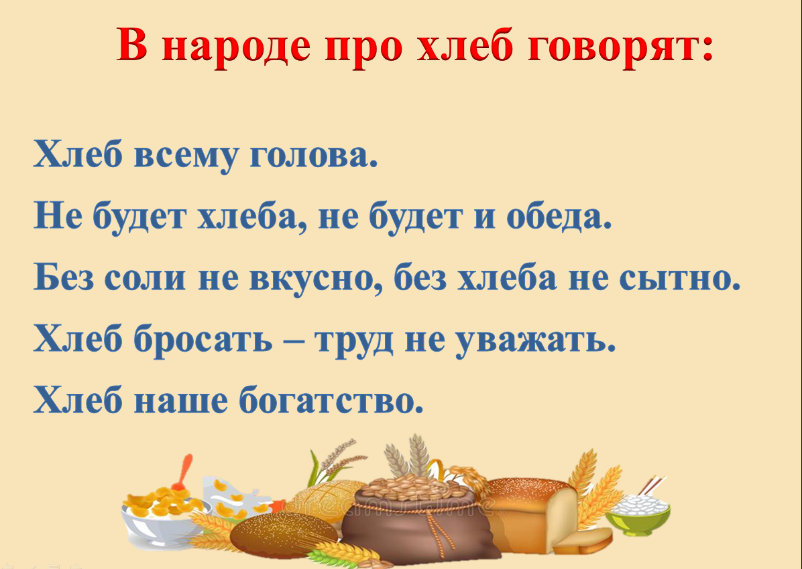 В народе про хлеб говорят:
Хлеб всему голова.
Не будет хлеба, не будет и обеда.
Без соли не вкусно, без хлеба не сытно.
Хлеб бросать – труд не уважать.
Хлеб наше богатство.